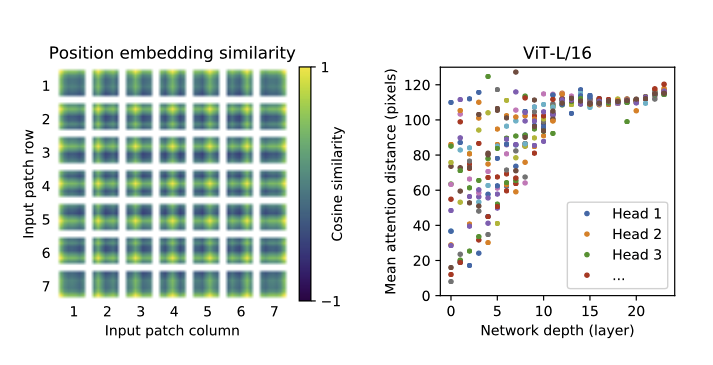 Position embedding similarity
1
2
3
4
5
6
7
Input patch row
1 2 3 4 5 6 7
Input patch column
1
−1
Cosine similarity
ViT-L/16
120
100
80
60
40
20
0
Mean attention distance (pixels)
0 5 10 15 20
Network depth (layer)
Head 1
Head 2
Head 3
...